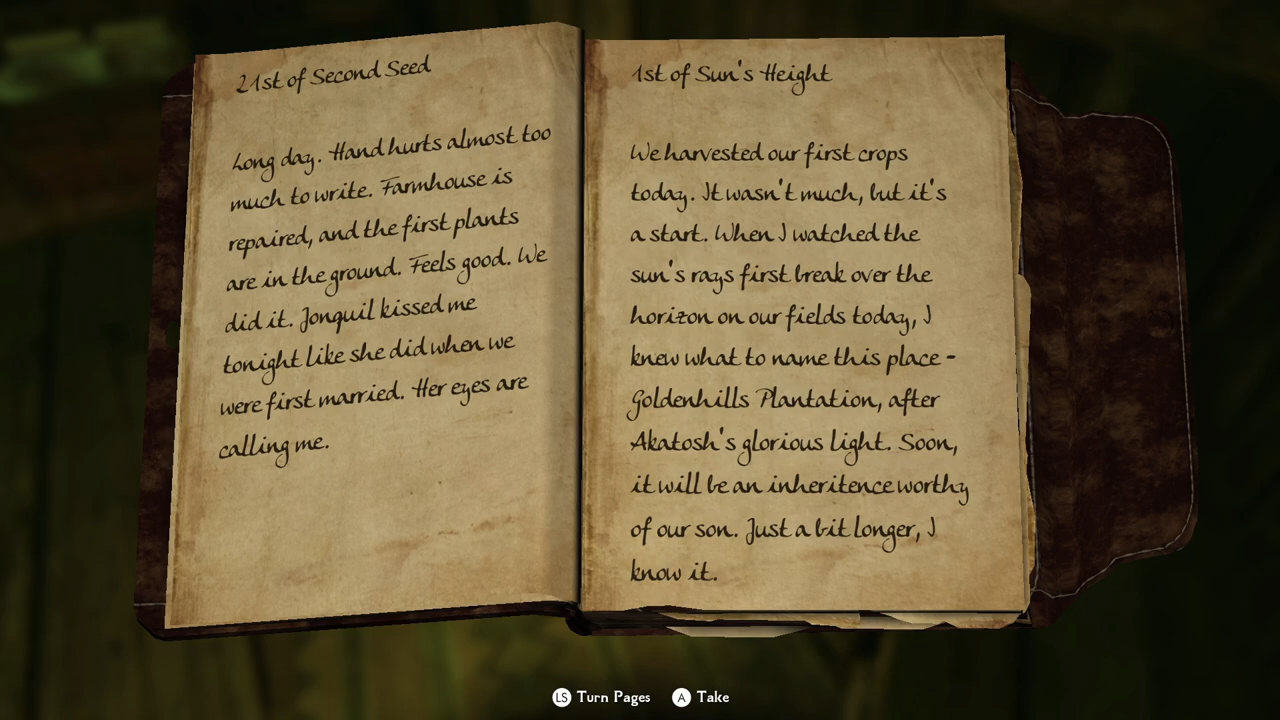 21st of Second Seed
Long day. Hand hurts almost too
much to write. Farmhouse is
repaired, and the first plants
are in the ground. Feels good. We
did it. Jonquil kissed me
tonight like she did when we
were first married. Her eyes are
calling me.
1st of Sun's Height
We harvested our first crops
today. It wasn't much, but it's
a start. When I watched the
sun's rays first break over the
horizon on our fields today, I
knew what to name this place -
Goldenhills Plantation, after
Akatosh's glorious light. Soon,
it will be an inheritence worthy
of our son. Just a bit longer, I
know it.
LS Turn Pages A Take